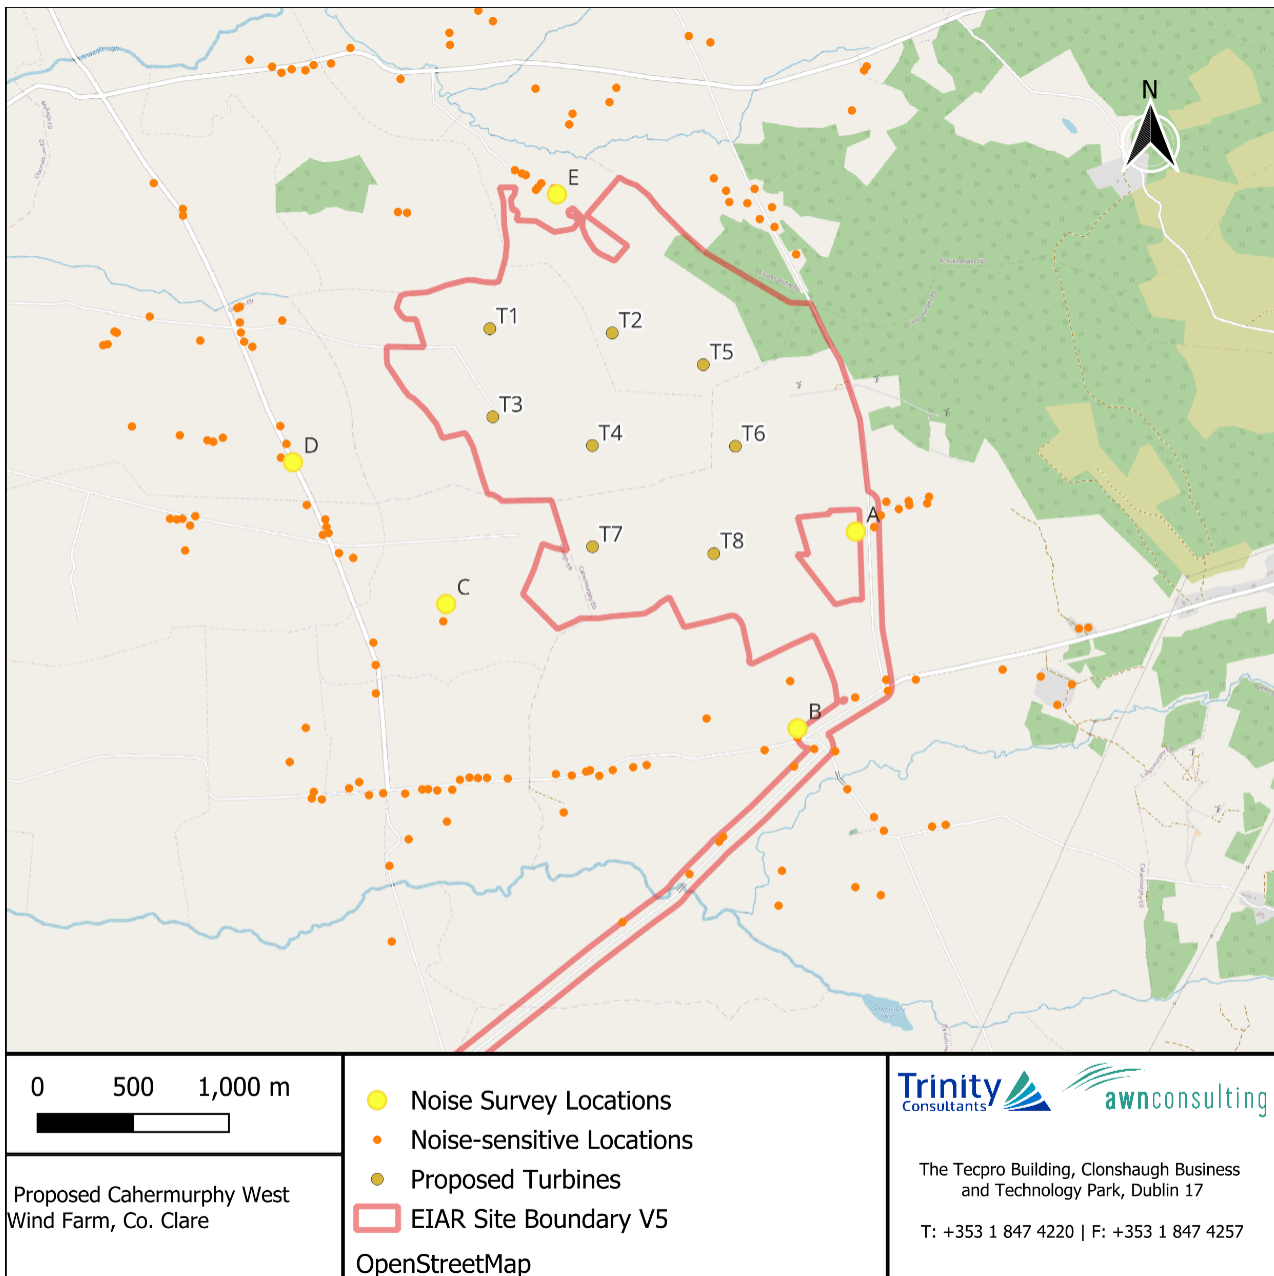 N
E
T1
T2
T5
T3
T4
T6
D
A
T7
T8
C
B
0 500 1,000 m
Proposed Cahermurphy West
Wind Farm, Co. Clare
Noise Survey Locations
Noise-sensitive Locations
Proposed Turbines
EIAR Site Boundary V5
OpenStreetMap
Trinity
Consultants
awnconsulting
The Tecpro Building, Clonshaugh Business
and Technology Park, Dublin 17
T: +353 1 847 4220 | F: +353 1 847 4257